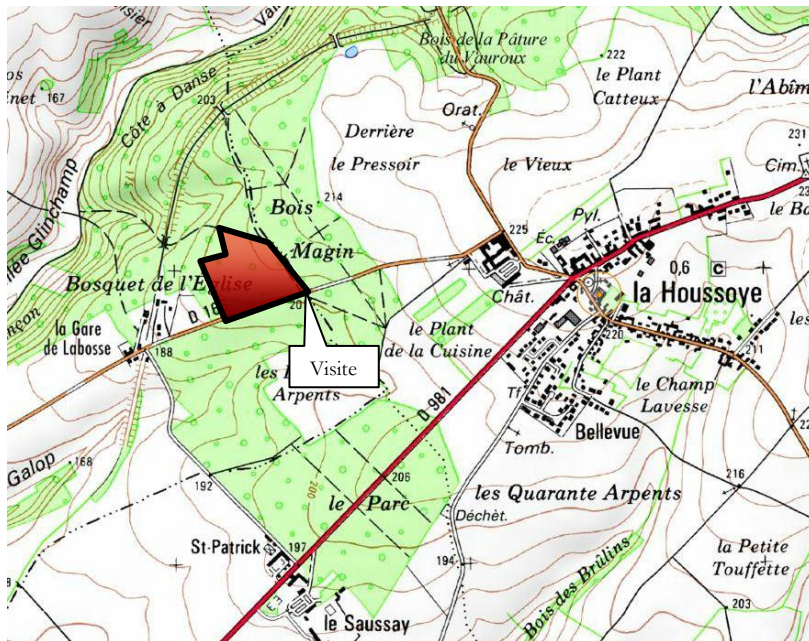 Bois de la Pâture
du Vauroux
222
le Plant
Catteux
l'Abîm
167
203
Côte à Danse
Orat.
Derrière
le Pressoir
le Vieux
231
Cim.
214
Bois
Magin
225
Pyl.
Éc.
le Ba
0,6
C
la Houssoye
Bosquet de l'Eglise
Chât.
la Gare
de Labosse
188
le Plant
de la Cuisine
Visite
les
Arpents
220
211
les
D 981
le Champ
Lavesse
Tf
Bellevue
Tomb.
Galop
168
192
206
200
le Parc
les Quarante Arpents
216
Déchèt.
St-Patrick
197
194
la Petite
Touffette
Bois des Brûlins
203
le Saussay